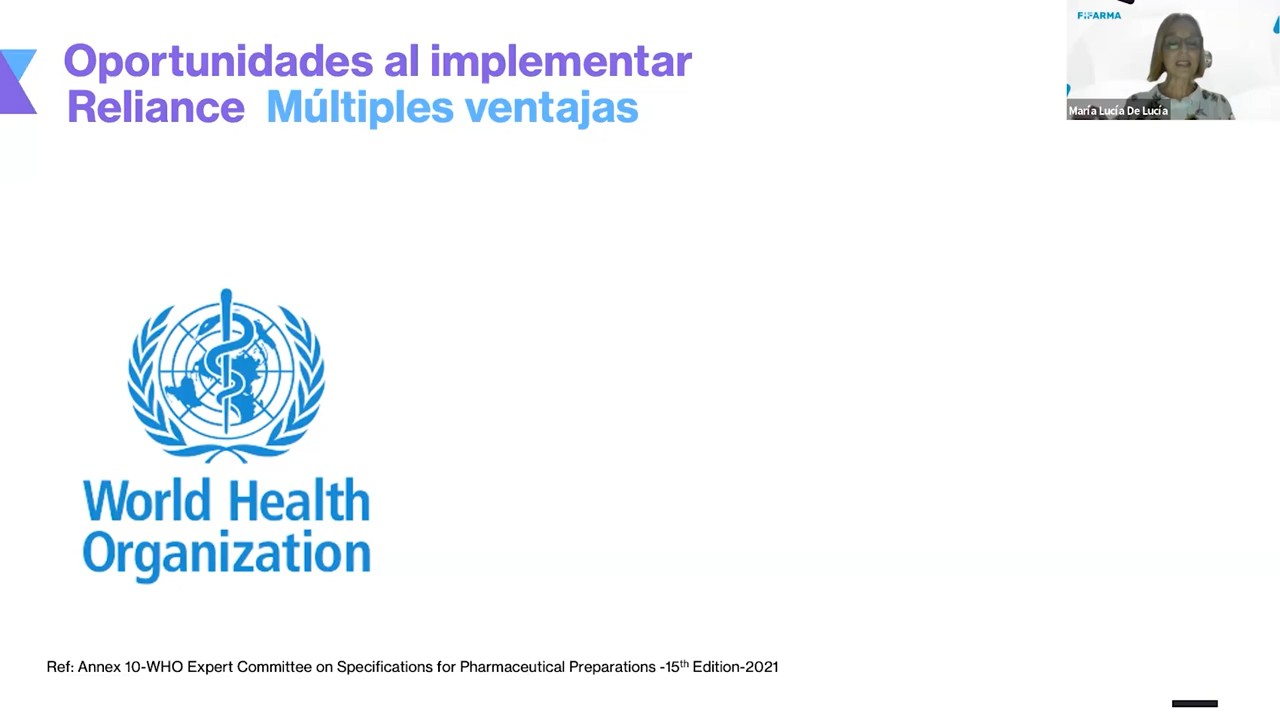 Oportunidades al implementar
Reliance Múltiples ventajas
FIFARMA
María Lucía De Lucía
World Health
Organization
Ref: Annex 10-WHO Expert Committee on Specifications for Pharmaceutical Preparations -15th Edition-2021